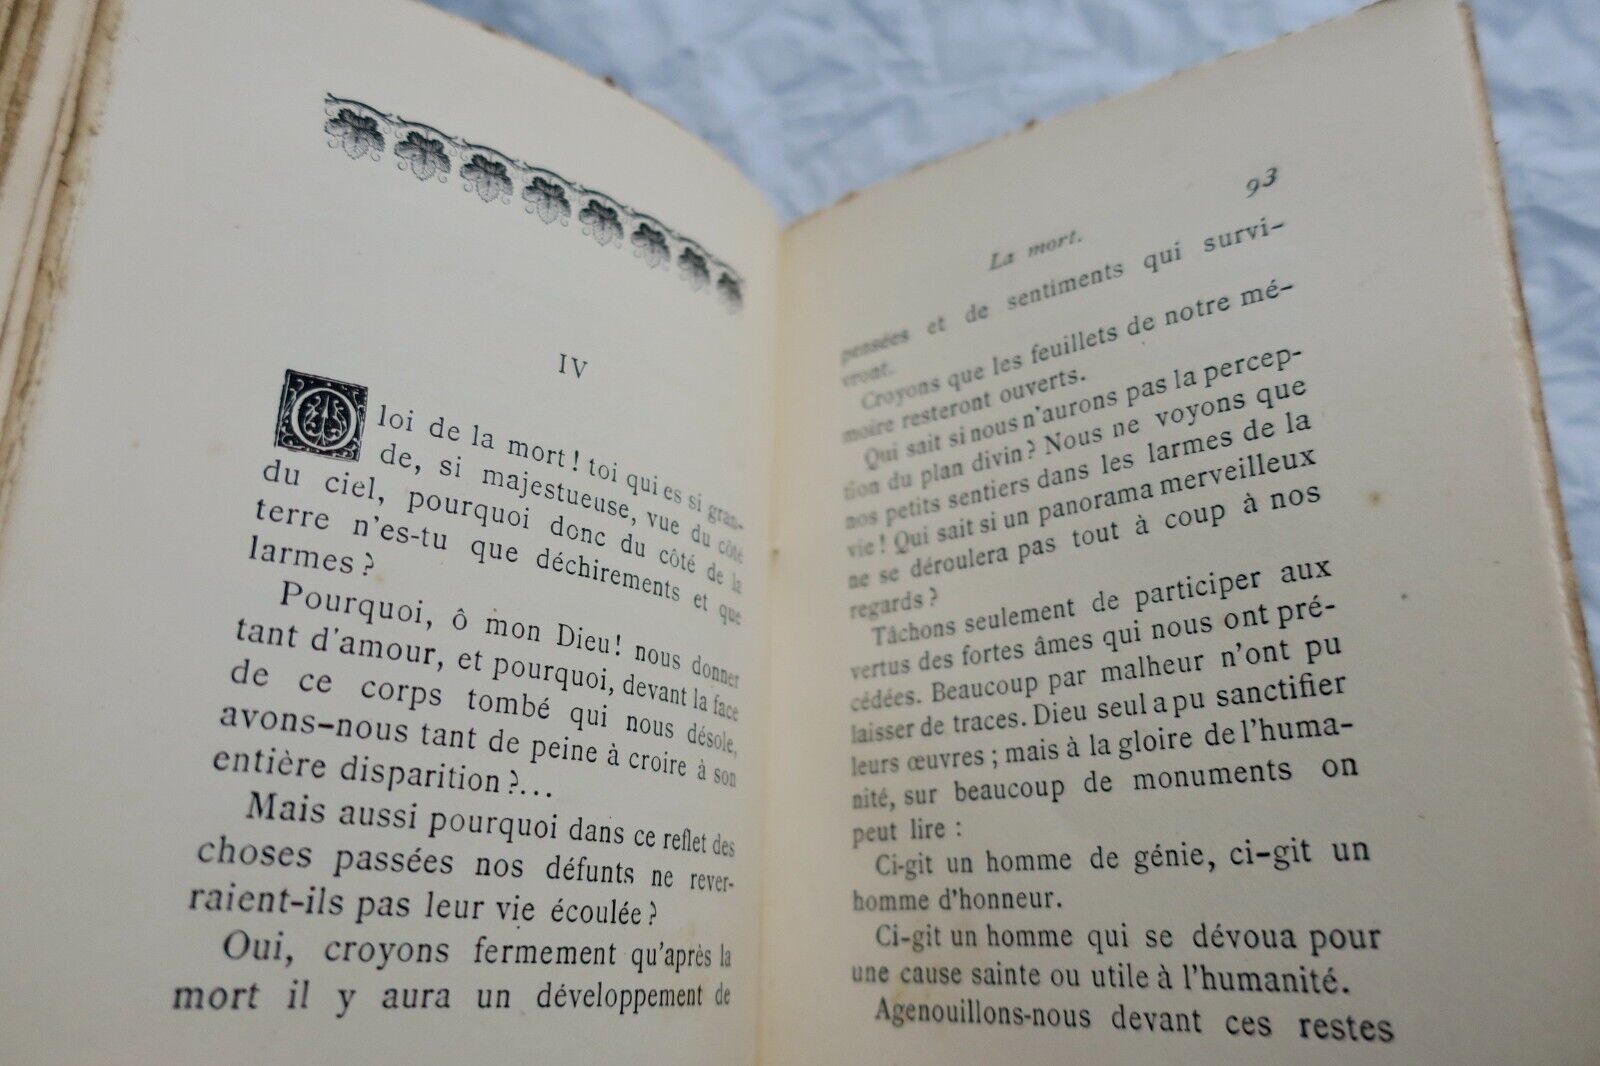 IV
O loi de la mort! toi qui es si gran-
de, si majestueuse, vue du côté
du ciel, pourquoi donc du côté de la
terre n'es-tu que déchirements et que
larmes?
Pourquoi, ô mon Dieu! nous donner
tant d'amour, et pourquoi, devant la face
de ce corps tombé qui nous désole,
avons-nous tant de peine à croire à son
entière disparition?...
Mais aussi pourquoi dans ce reflet des
choses passées nos défunts ne rever-
raient-ils pas leur vie écoulée?
Oui, croyons fermement qu'après la
mort il y aura un développement de
93
La mort.
pensées et de sentiments qui survi-
vront.
Croyons que les feuillets de notre mé-
moire resteront ouverts.
Qui sait si nous n'aurons pas la percep-
tion du plan divin? Nous ne voyons que
nos petits sentiers dans les larmes de la
vie! Qui sait si un panorama merveilleux
ne se déroulera pas tout à coup à nos
regards?
Tâchons seulement de participer aux
vertus des fortes âmes qui nous ont pré-
cédées. Beaucoup par malheur n'ont pu
laisser de traces. Dieu seul a pu sanctifier
leurs œuvres; mais à la gloire de l'huma-
nité, sur beaucoup de monuments on
peut lire :
Ci-gît un homme de génie, ci-gît un
homme d'honneur.
Ci-gît un homme qui se dévoua pour
une cause sainte ou utile à l'humanité.
Agenouillons-nous devant ces restes